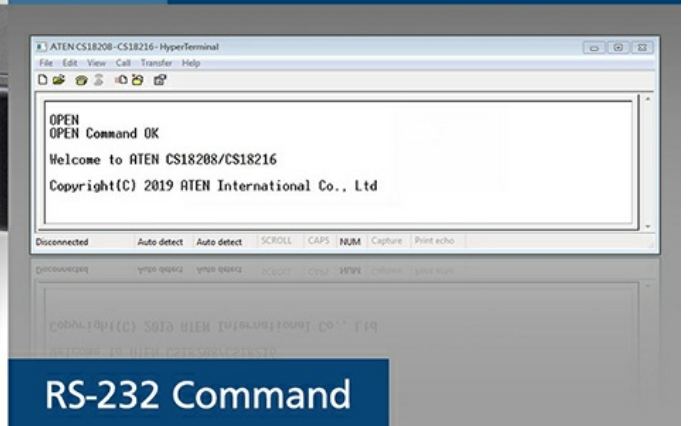 ATEN CS18208-CS18216- HyperTerminal
File Edit View Call Transfer Help
OPEN
OPEN Command OK
Welcome to ATEN CS18208/CS18216
Copyright(C) 2019 ATEN International Co., Ltd
Disconnected Auto detect Auto detect SCROLL CAPS NUM Capture Print echo
RS-232 Command